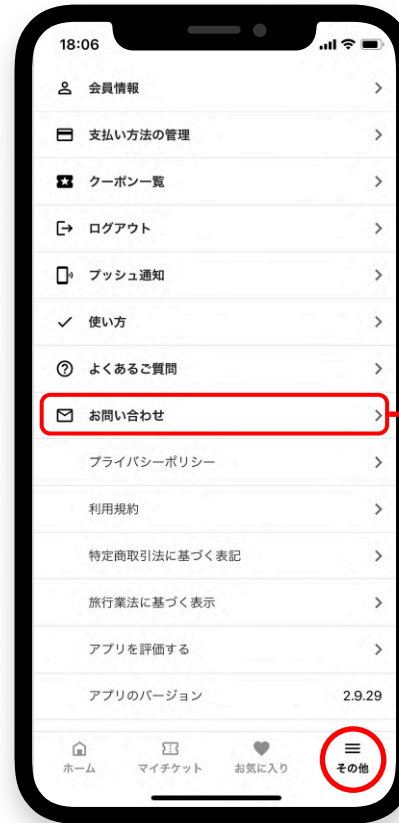 18:06
会員情報
支払い方法の管理
クーポン一覧
ログアウト
プッシュ通知
使い方
よくあるご質問
お問い合わせ
プライバシーポリシー
利用規約
特定商取引法に基づく表記
旅行業法に基づく表示
アプリを評価する
アプリのバージョン 2.9.29
ホーム マイチケット お気に入り その他